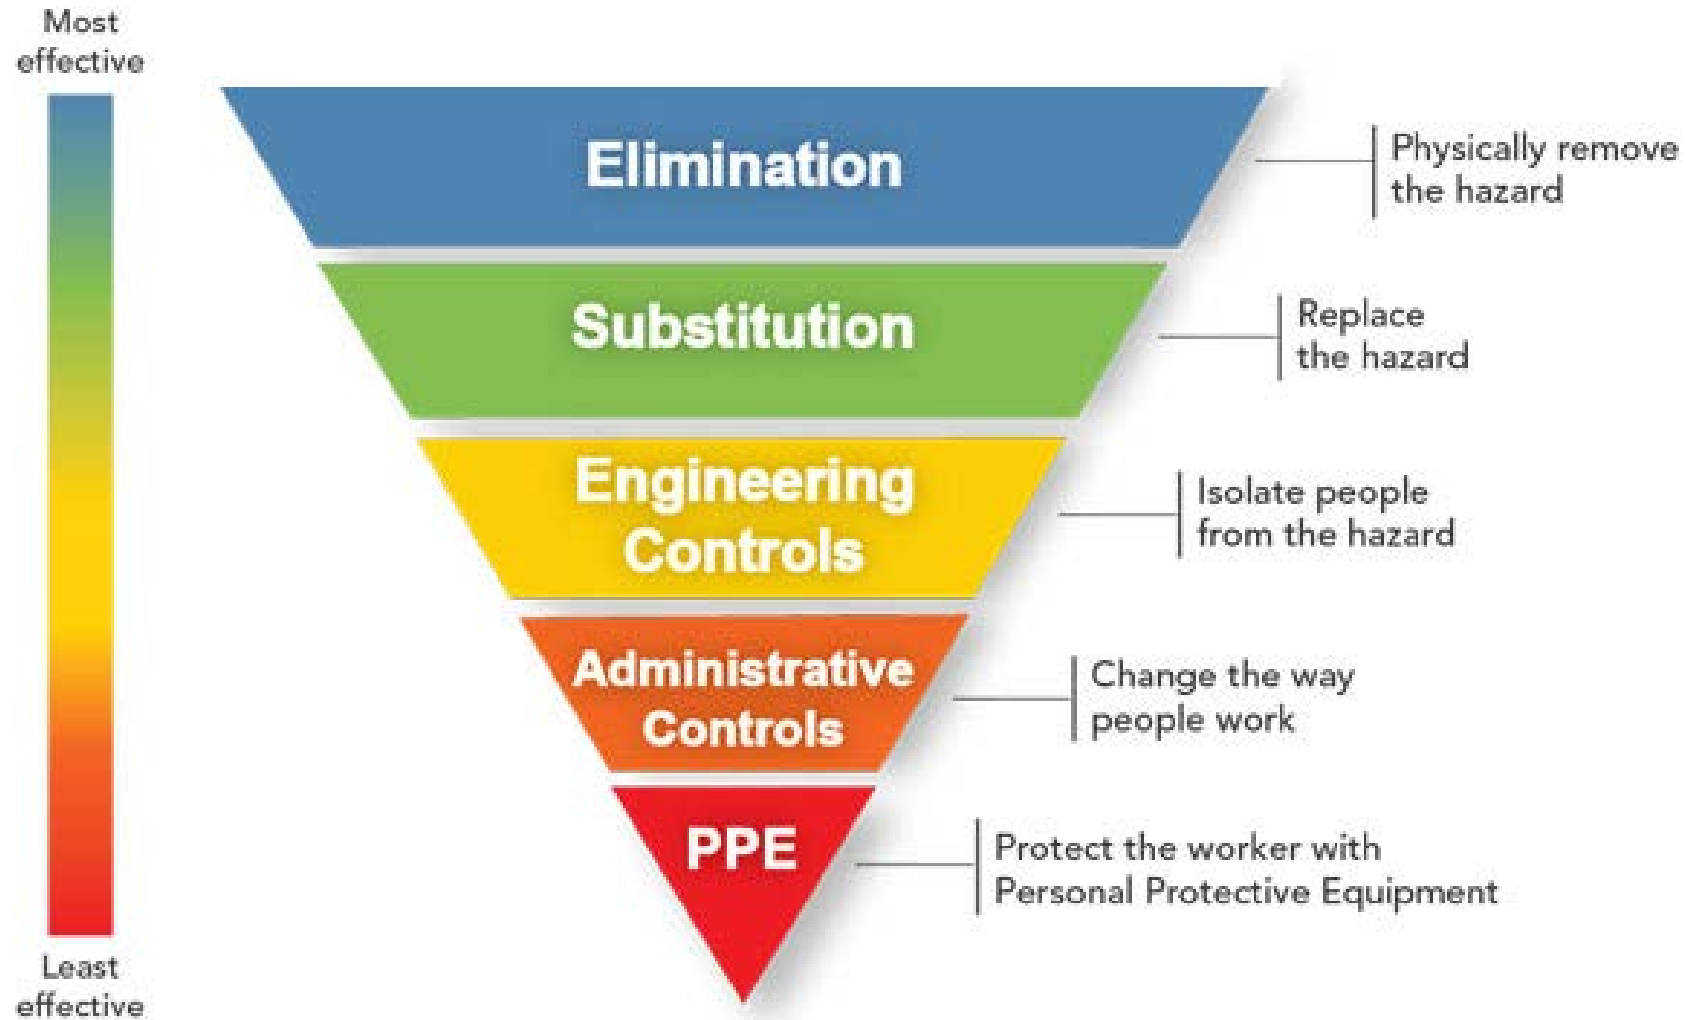 Most
effective
Elimination
Physically remove
the hazard
Substitution
Replace
the hazard
Engineering
Controls
Isolate people
from the hazard
Administrative
Controls
Change the way
people work
PPE
Protect the worker with
Personal Protective Equipment
Least
effective